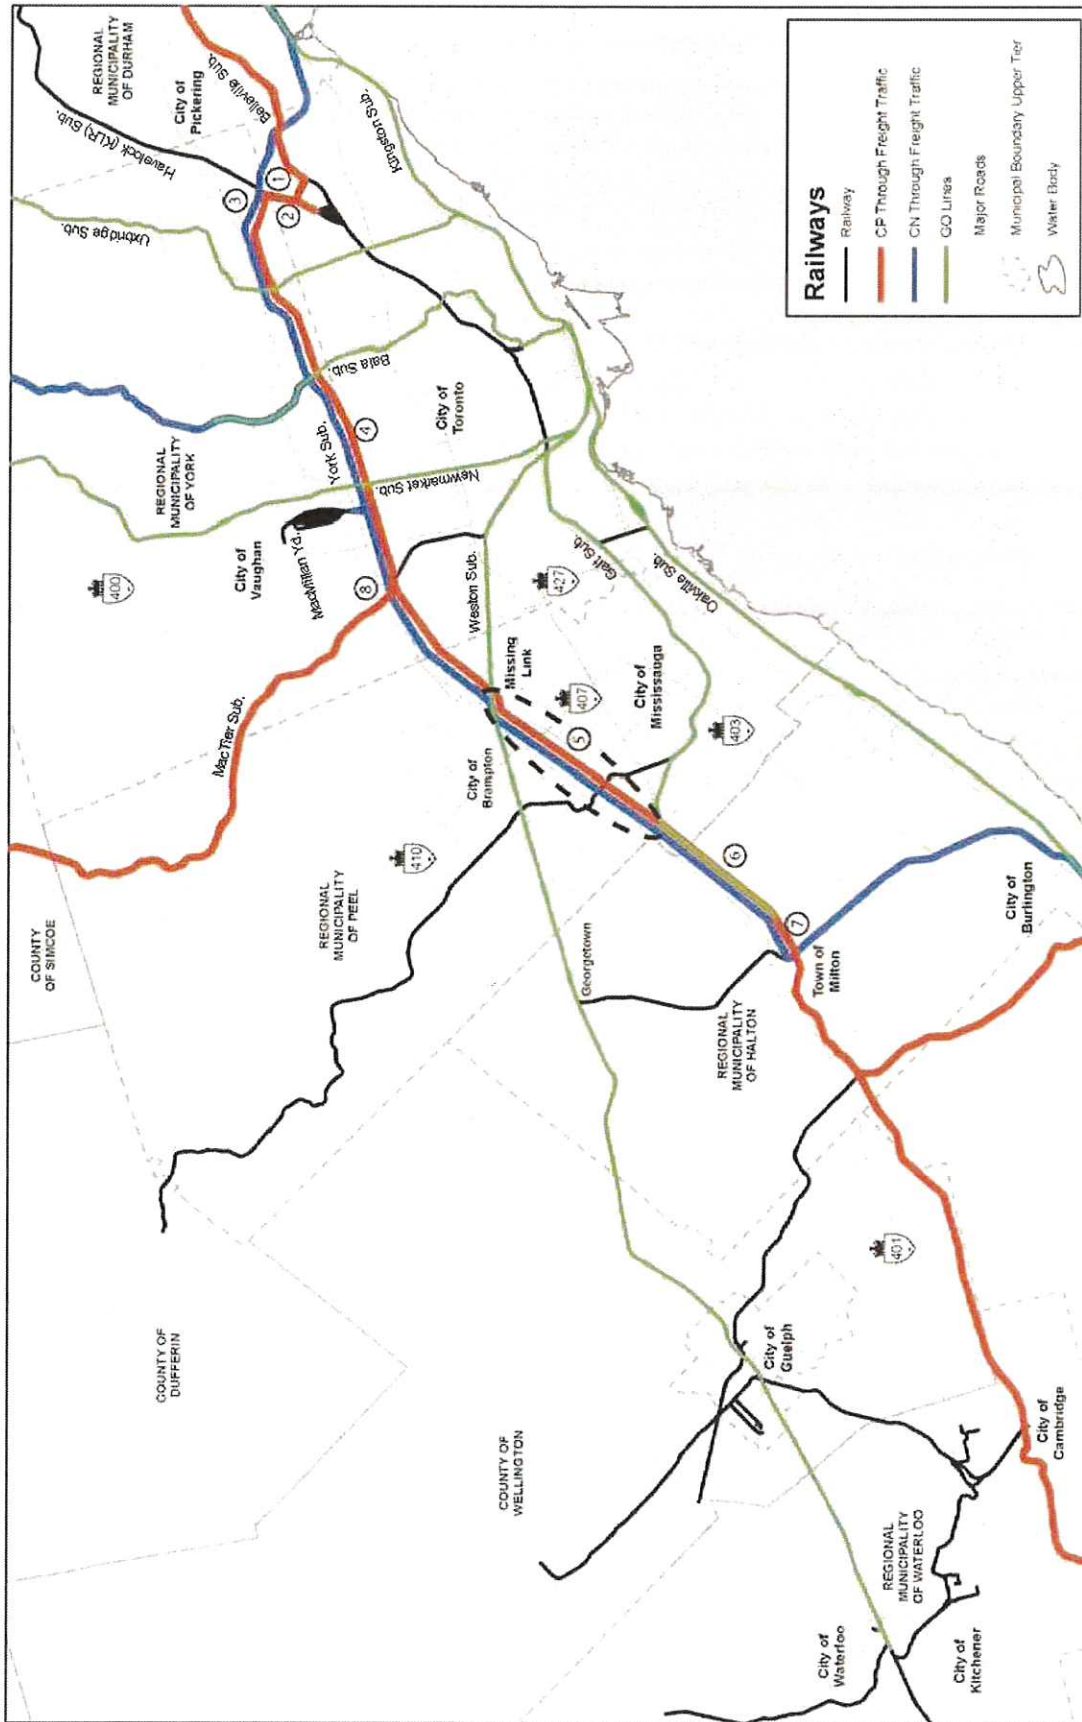 REGIONAL
MUNICIPALITY
OF DURHAM
City of
Pickering
Belleville Sub.
Havelock (KLR) Sub.
Uxbridge Sub.
Kingston Sub.
3
1
2
Bala Sub.
City of
Toronto
4
York Sub.
REGIONAL
MUNICIPALITY
OF YORK
Newmarket Sub.
City of
Vaughan
MacMillan Yd.
400
8
Weston Sub.
427
Galt Sub.
Oakville Sub.
MacTier Sub.
Missing
Link
407
5
City of
Mississauga
403
City of
Brampton
410
6
7
COUNTY
OF SIMCOE
REGIONAL
MUNICIPALITY
OF PEEL
Georgetown
Town of
Milton
City of
Burlington
REGIONAL
MUNICIPALITY
OF HALTON
401
COUNTY OF
DUFFERIN
City of
Guelph
City of
Cambridge
COUNTY OF
WELLINGTON
REGIONAL
MUNICIPALITY
OF WATERLOO
City of
Waterloo
City of
Kitchener
Railways
Railway
CP Through Freight Traffic
CN Through Freight Traffic
GO Lines
Major Roads
Municipal Boundary Upper Tier
Water Body